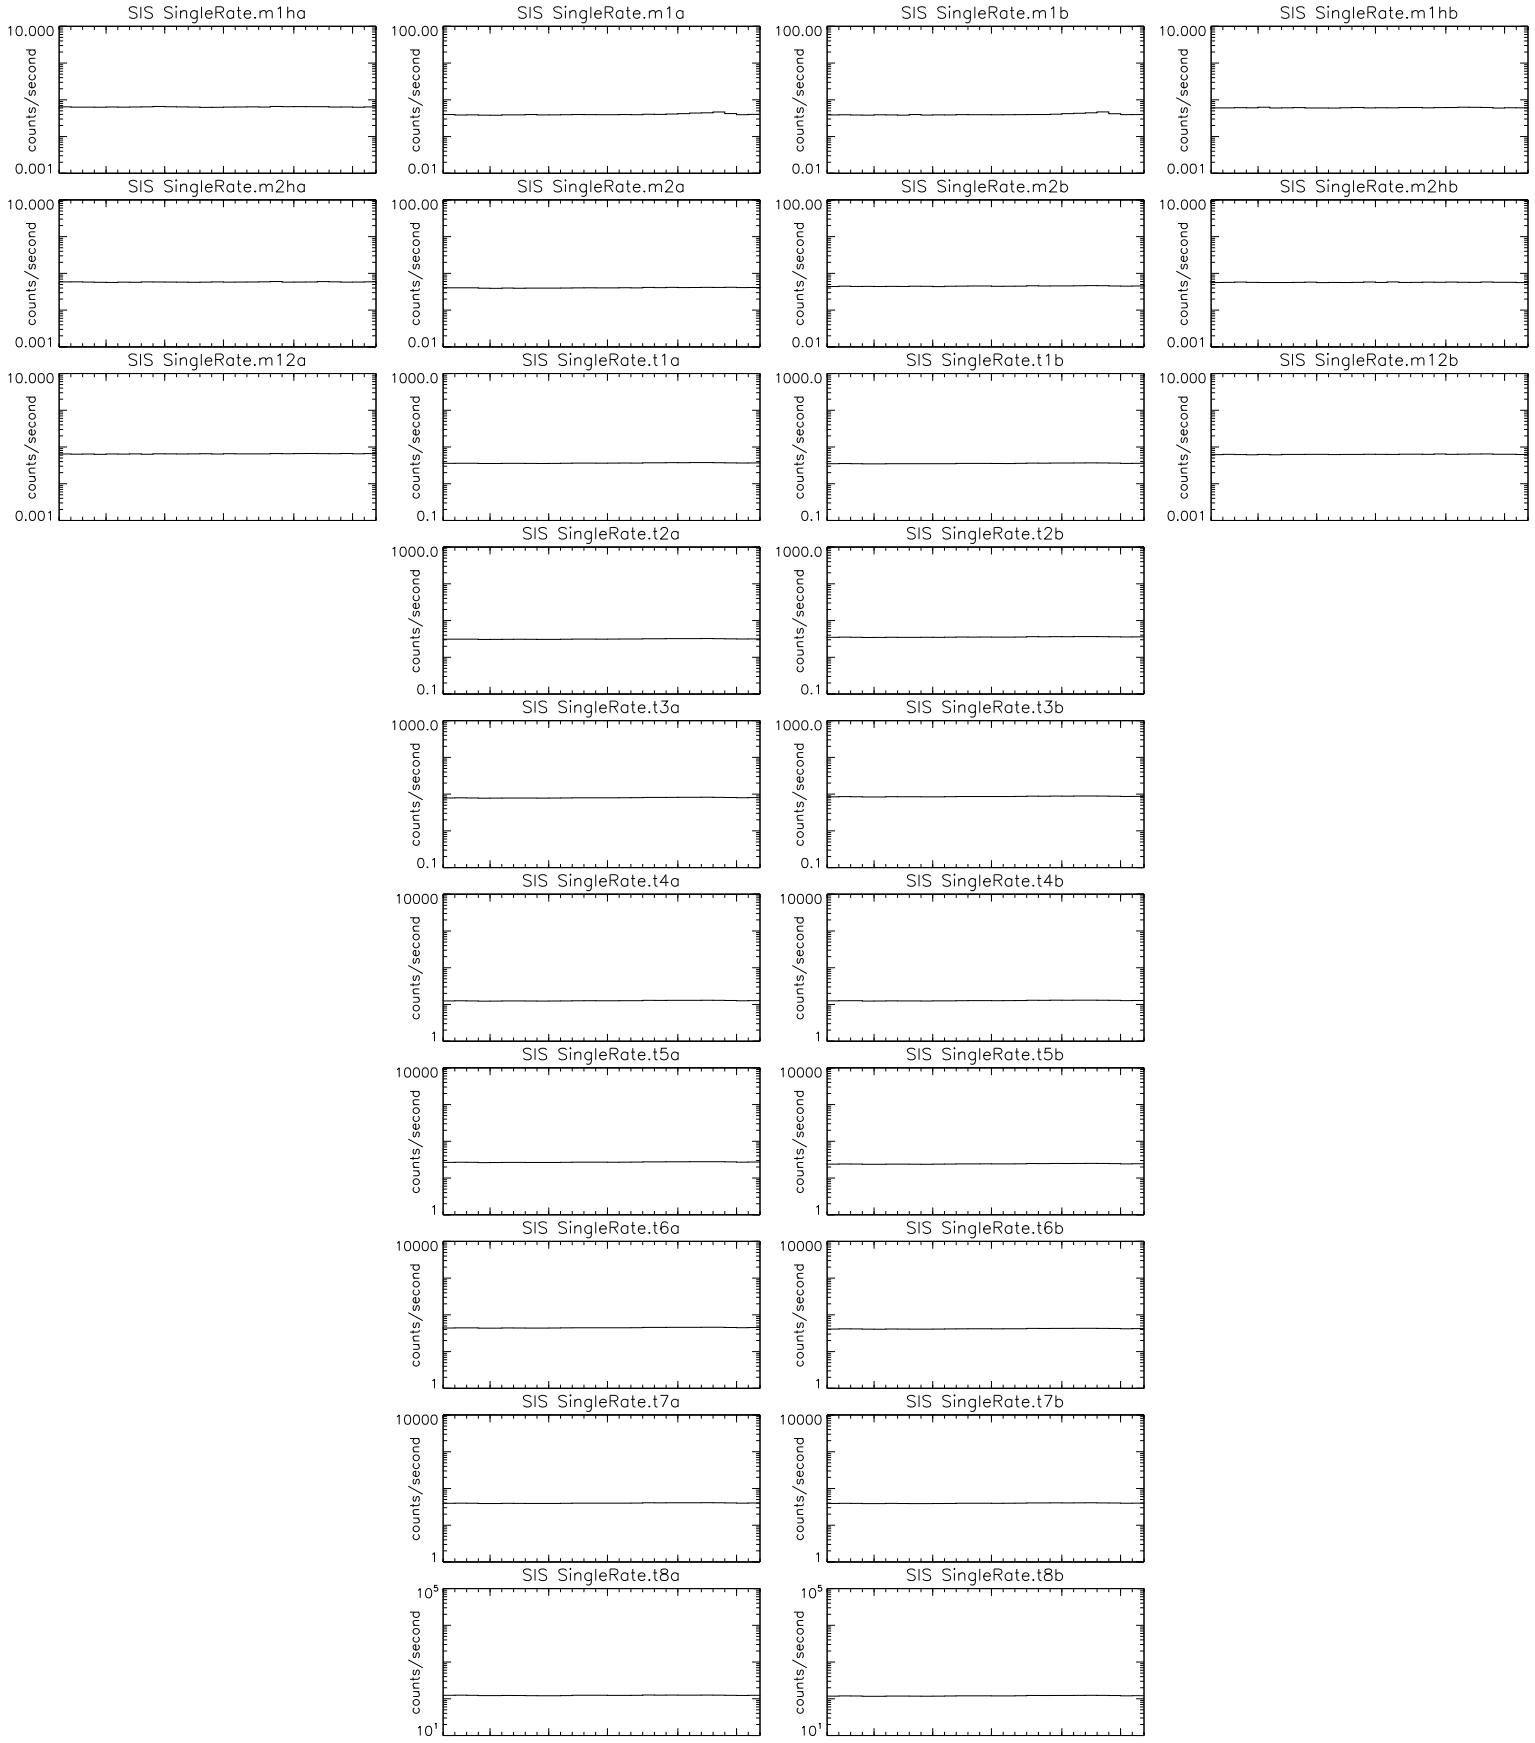 SIS SingleRate.m1ha
10.000
counts/second
0.001
SIS SingleRate.m1a
100.00
counts/second
0.01
SIS SingleRate.m1b
100.00
counts/second
0.01
SIS SingleRate.m1hb
10.000
counts/second
0.001
SIS SingleRate.m2ha
10.000
counts/second
0.001
SIS SingleRate.m2a
100.00
counts/second
0.01
SIS SingleRate.m2b
100.00
counts/second
0.01
SIS SingleRate.m2hb
10.000
counts/second
0.001
SIS SingleRate.m12a
10.000
counts/second
0.001
SIS SingleRate.t1a
1000.0
counts/second
0.1
SIS SingleRate.t1b
1000.0
counts/second
0.1
SIS SingleRate.m12b
10.000
counts/second
0.001
SIS SingleRate.t2a
1000.0
counts/second
0.1
SIS SingleRate.t2b
1000.0
counts/second
0.1
SIS SingleRate.t3a
1000.0
counts/second
0.1
SIS SingleRate.t3b
1000.0
counts/second
0.1
SIS SingleRate.t4a
10000
counts/second
1
SIS SingleRate.t4b
10000
counts/second
1
SIS SingleRate.t5a
10000
counts/second
1
SIS SingleRate.t5b
10000
counts/second
1
SIS SingleRate.t6a
10000
counts/second
1
SIS SingleRate.t6b
10000
counts/second
1
SIS SingleRate.t7a
10000
counts/second
1
SIS SingleRate.t7b
10000
counts/second
1
SIS SingleRate.t8a
10⁵
counts/second
10¹
SIS SingleRate.t8b
10⁵
counts/second
10¹